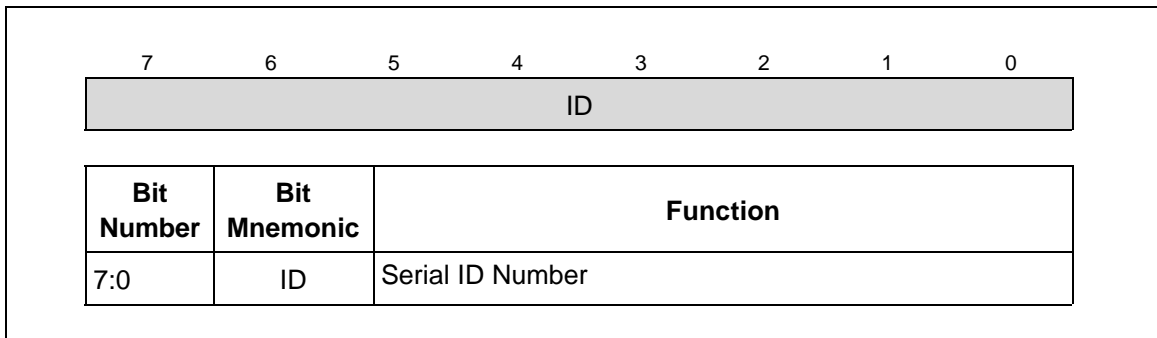 7 6 5 4 3 2 1 0
ID
Bit Number Bit Mnemonic Function
7:0 ID Serial ID Number